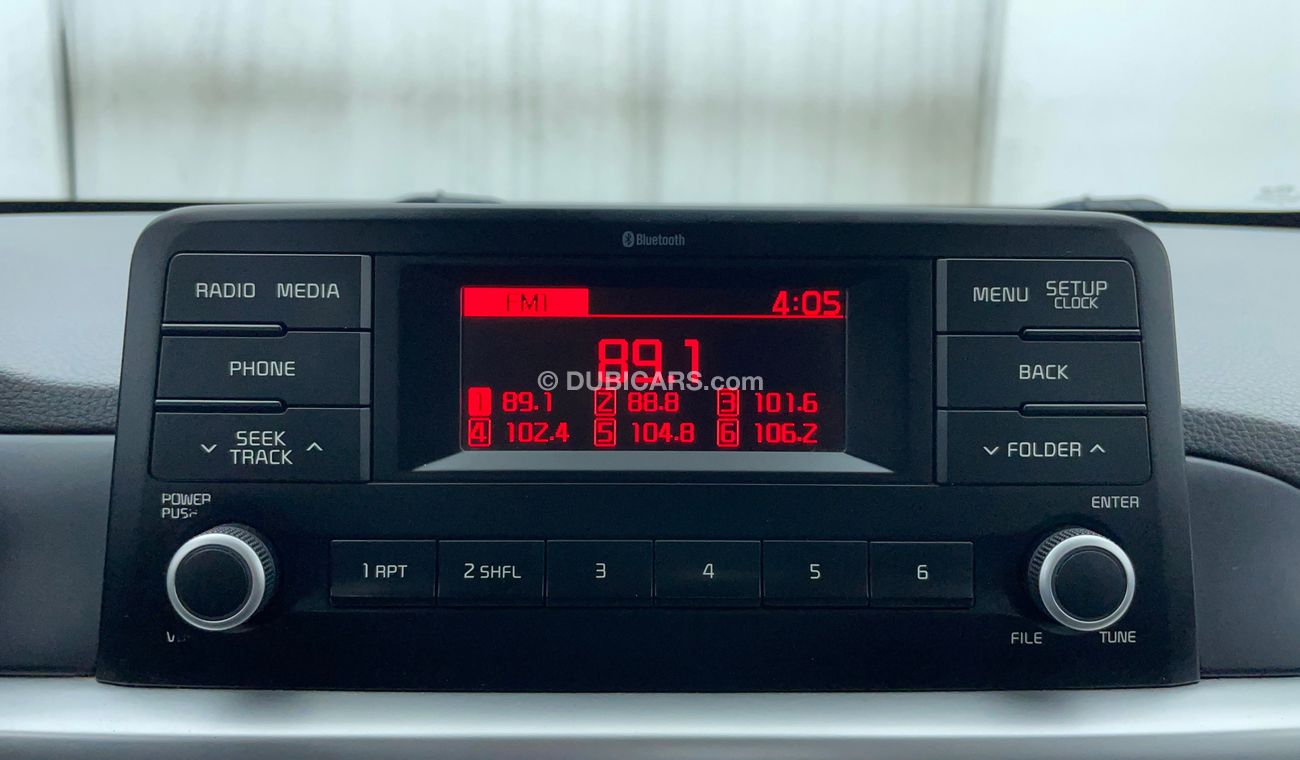 Bluetooth
RADIO MEDIA
PHONE
SEEK
TRACK
FM1 4:05
89.1
© DUBICARS.com
1 89.1 2 88.8 3 101.6
4 102.4 5 104.8 6 106.2
MENU SETUP
CLOCK
BACK
FOLDER
POWER
PUSH
ENTER
1 RPT 2 SHFL 3 4 5 6
FILE TUNE